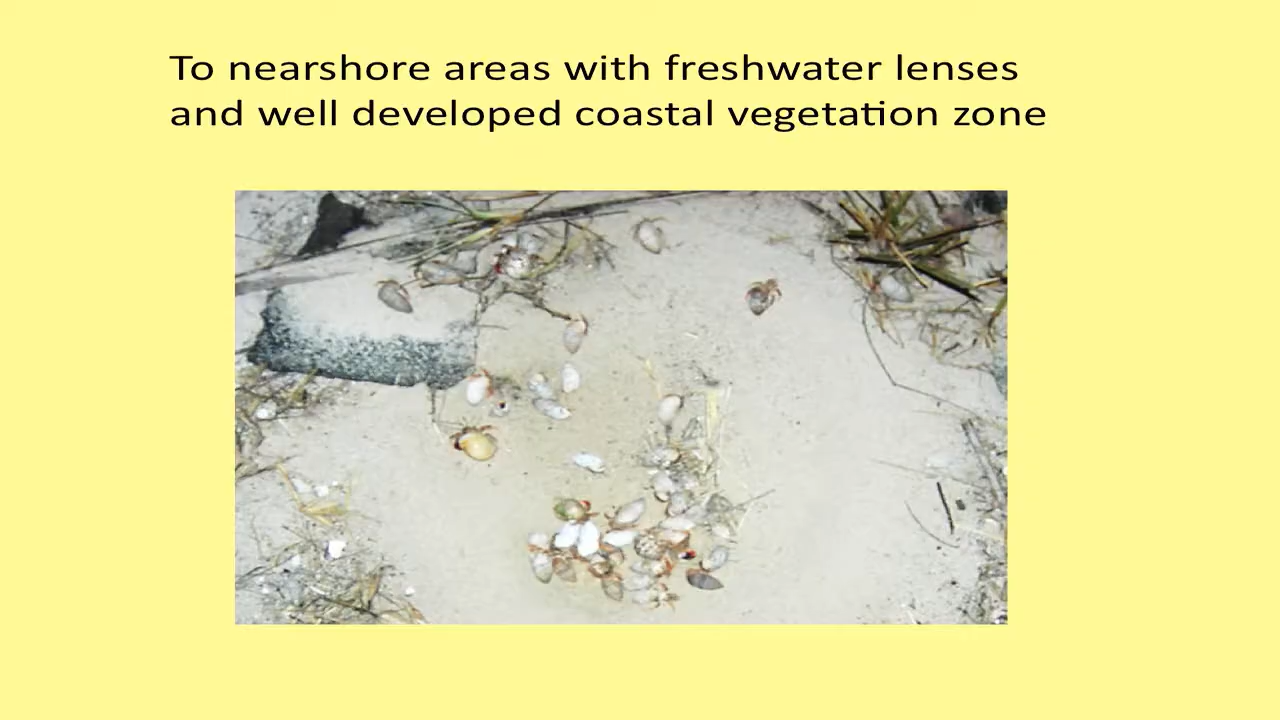 To nearshore areas with freshwater lenses
and well developed coastal vegetation zone